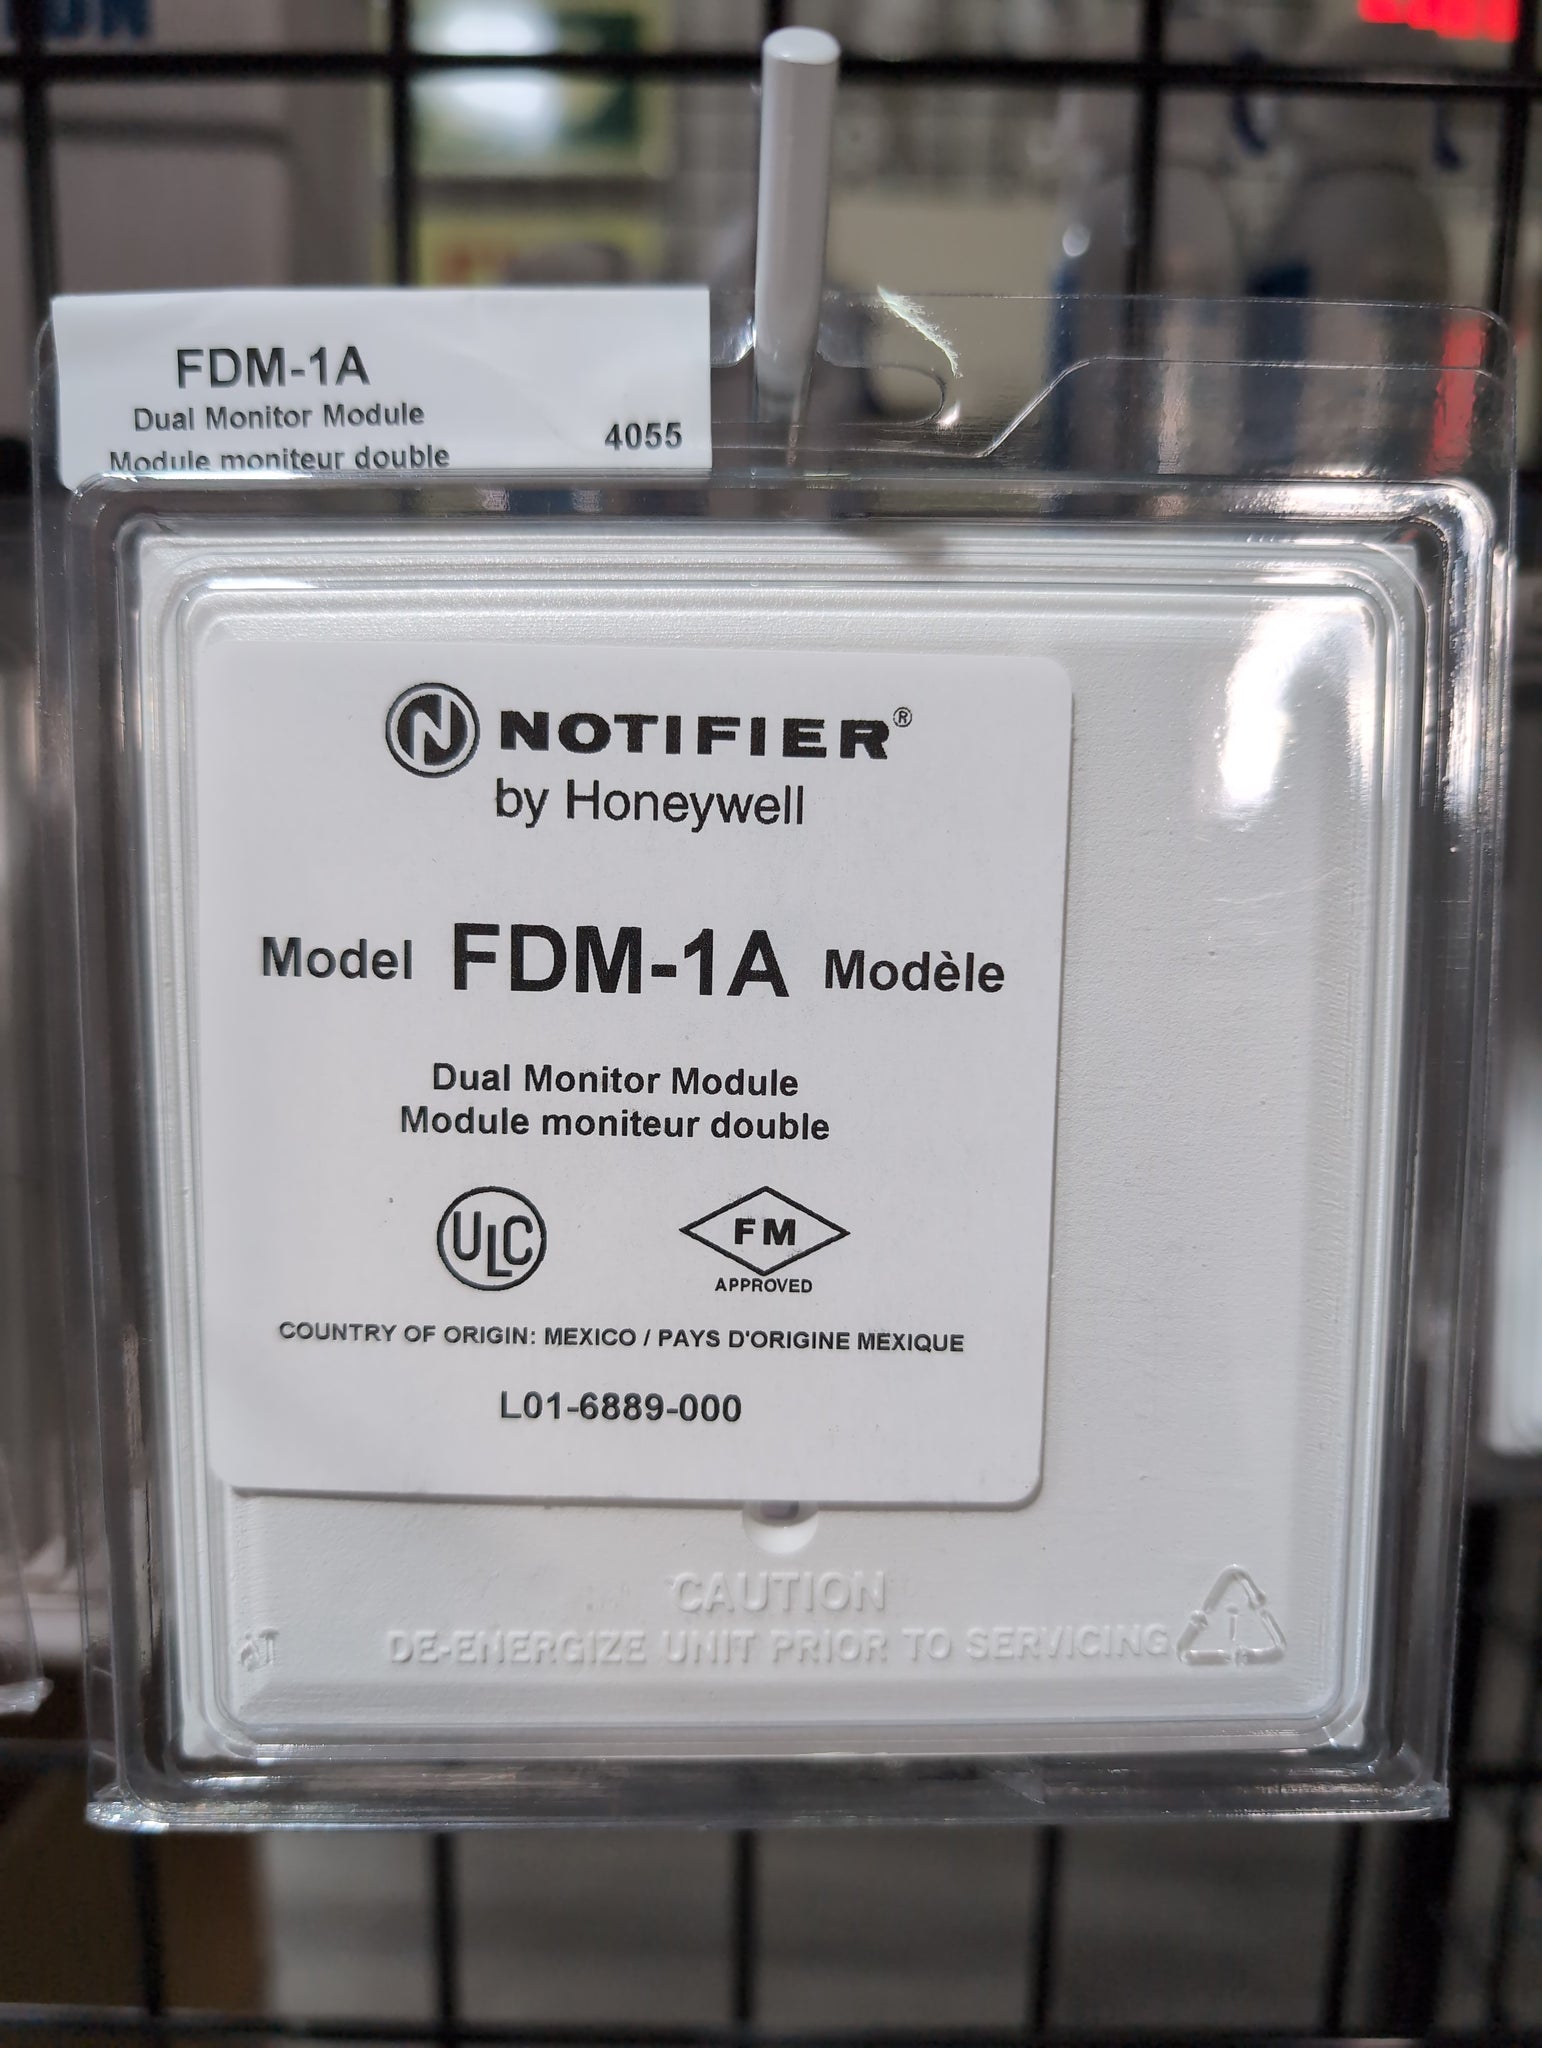 FDM-1A
Dual Monitor Module
Module moniteur double
4055
N NOTIFIER®
by Honeywell
Model FDM-1A Modèle
Dual Monitor Module
Module moniteur double
ULC
FM
APPROVED
COUNTRY OF ORIGIN: MEXICO / PAYS D'ORIGINE MEXIQUE
L01-6889-000
CAUTION
DE-ENERGIZE UNIT PRIOR TO SERVICING